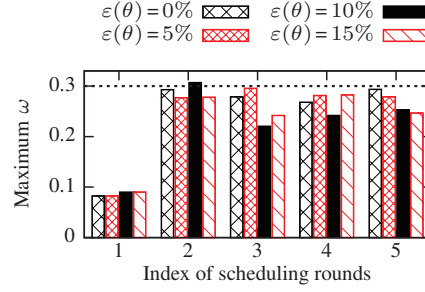 ε(θ)=0% ε(θ)=10%
ε(θ)=5% ε(θ)=15%
0.3
0.2
0.1
0
Maximum ω
1 2 3 4 5
Index of scheduling rounds